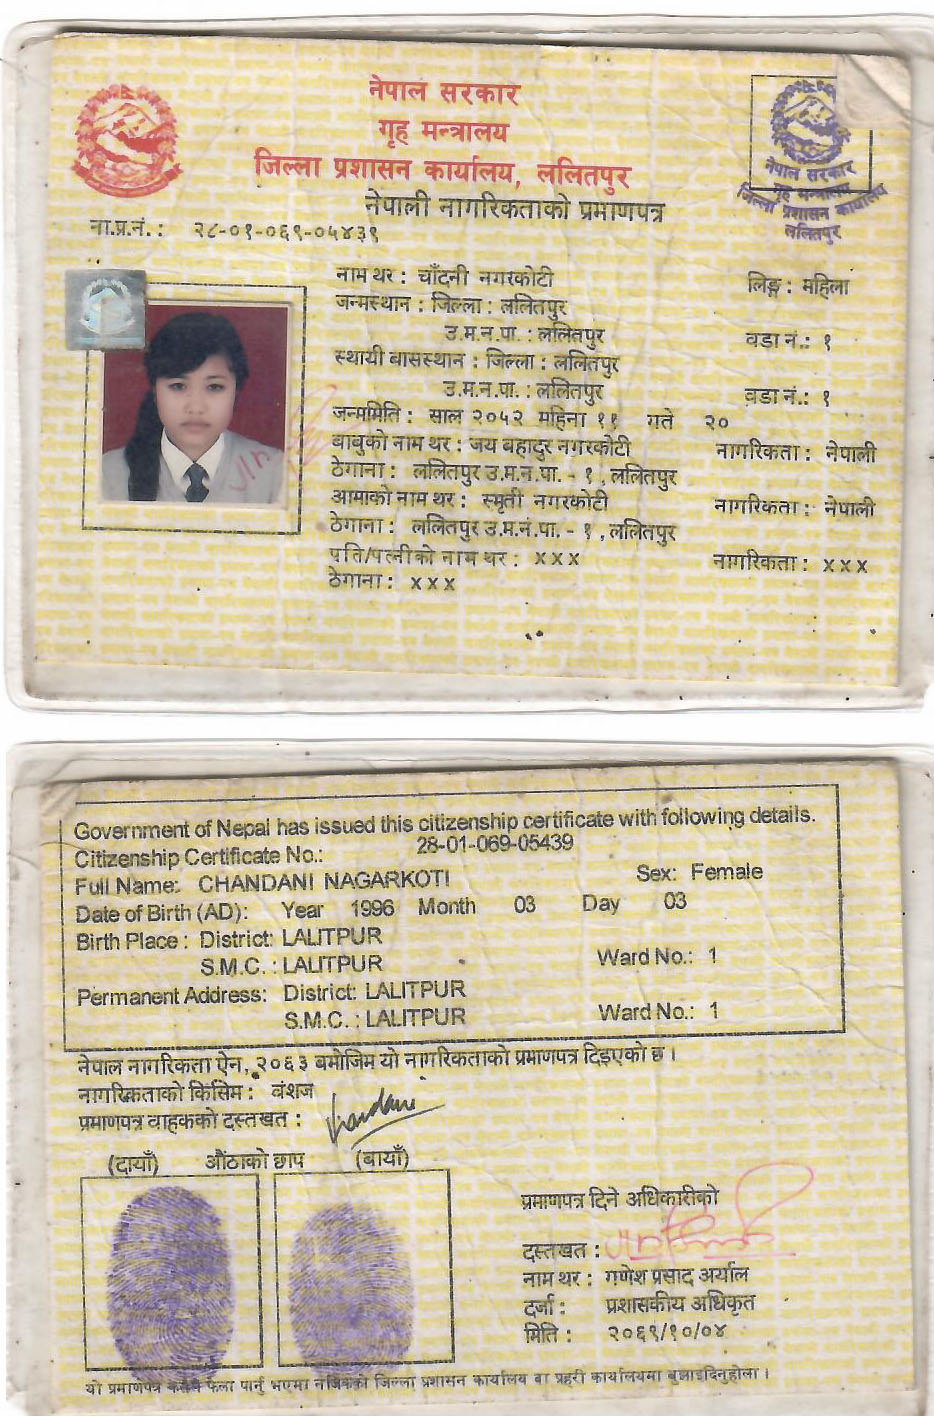 नेपाल सरकार
गृह मन्त्रालय
जिल्ला प्रशासन कार्यालय, ललितपुर
नेपाली नागरिकताको प्रमाणपत्र
नेपाल सरकार
गृह मन्त्रालय
जिल्ला प्रशासन कार्यालय
ललितपुर
ना.प्र.नं. : २८-०१-०६९-०५४३९
नाम थर : चाँदनी नगरकोटी लिङ्ग : महिला
जन्मस्थान : जिल्ला : ललितपुर
उ.म.न.पा. : ललितपुर वडा नं.: १
स्थायी बासस्थान : जिल्ला : ललितपुर
उ.म.न.पा. : ललितपुर वडा नं.: १
जन्ममिति : साल २०५२ महिना ११ गते २०
बाबुको नाम थर : जय बहादुर नगरकोटी नागरिकता : नेपाली
ठेगाना : ललितपुर उ.म.न.पा. - १ , ललितपुर
आमाको नाम थर : स्मृती नगरकोटी नागरिकता : नेपाली
ठेगाना : ललितपुर उ.म.नं.पा. - १ , ललितपुर
पति/पत्नीको नाम थर : xxx नागरिकता : xxx
ठेगाना : xxx
Government of Nepal has issued this citizenship certificate with following details.
Citizenship Certificate No.: 28-01-069-05439
Full Name: CHANDANI NAGARKOTI Sex: Female
Date of Birth (AD): Year 1996 Month 03 Day 03
Birth Place : District: LALITPUR
S.M.C. : LALITPUR Ward No.: 1
Permanent Address: District: LALITPUR
S.M.C. : LALITPUR Ward No.: 1
नेपाल नागरिकता ऐन, २०६३ बमोजिम यो नागरिकताको प्रमाणपत्र दिइएको छ ।
नागरिकताको किसिम : वंशज
प्रमाणपत्र वाहकको दस्तखत : Chandani
(दायाँ) औंठाको छाप (बायाँ)
प्रमाणपत्र दिने अधिकारीको
दस्तखत :
नाम थर : गणेश प्रसाद अर्याल
दर्जा : प्रशासकीय अधिकृत
मिति : २०६९/१०/०४
यो प्रमाणपत्र कसैले फेला पार्नु भएमा नजिकको जिल्ला प्रशासन कार्यालय वा प्रहरी कार्यालयमा बुझाइदिनुहोला ।